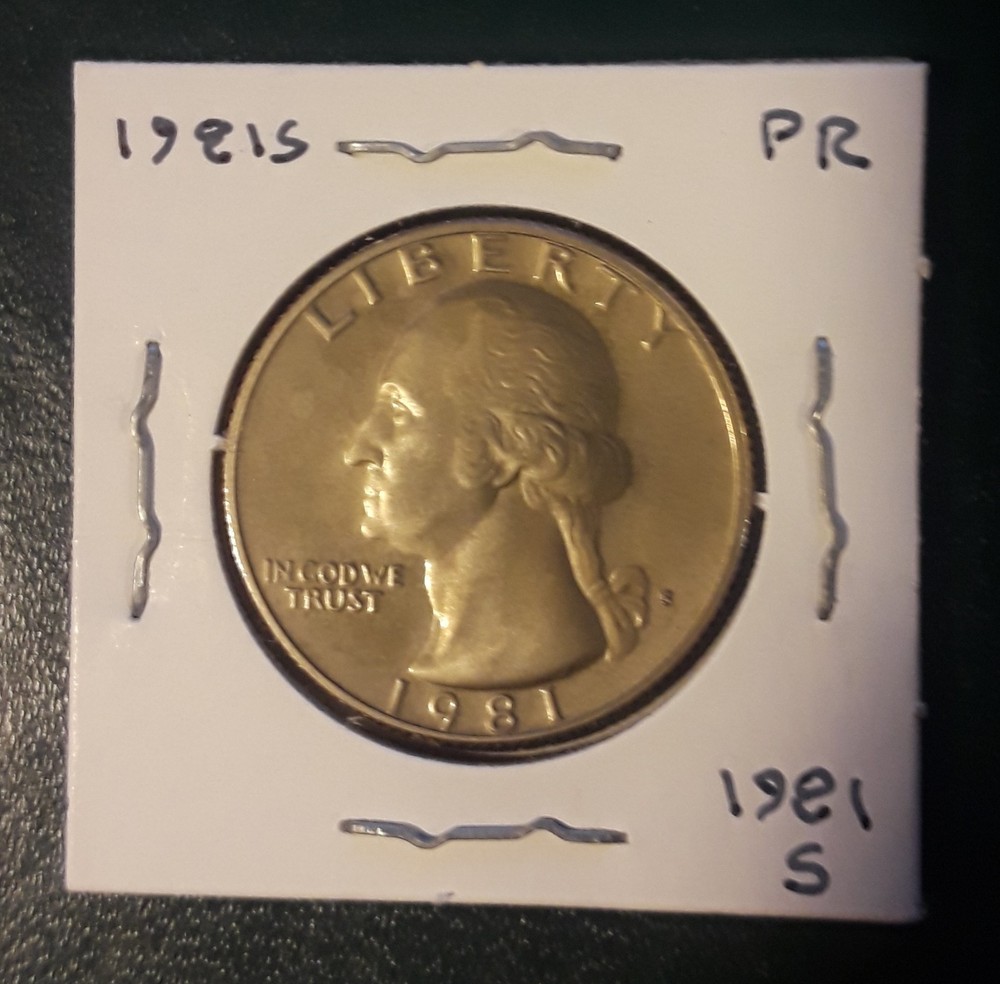 1981S
PR
LIBERTY
IN GOD WE
TRUST
S
1981
1981
S